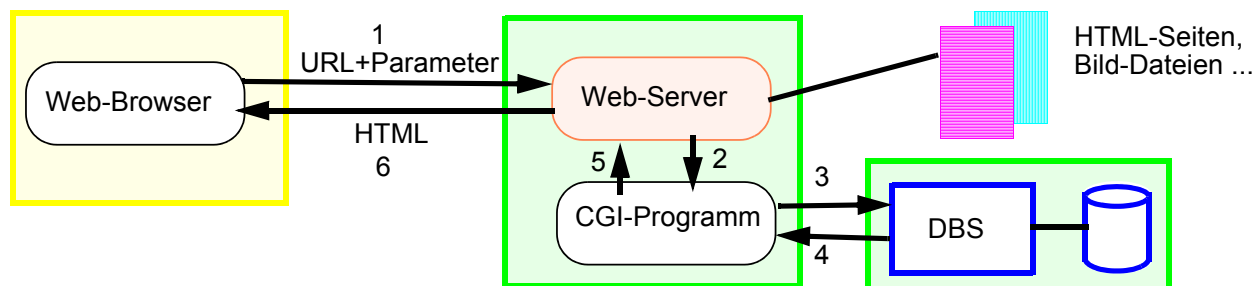 1
URL+Parameter
Web-Browser
HTML
6
Web-Server
5
2
CGI-Programm
3
4
DBS
HTML-Seiten,
Bild-Dateien ...